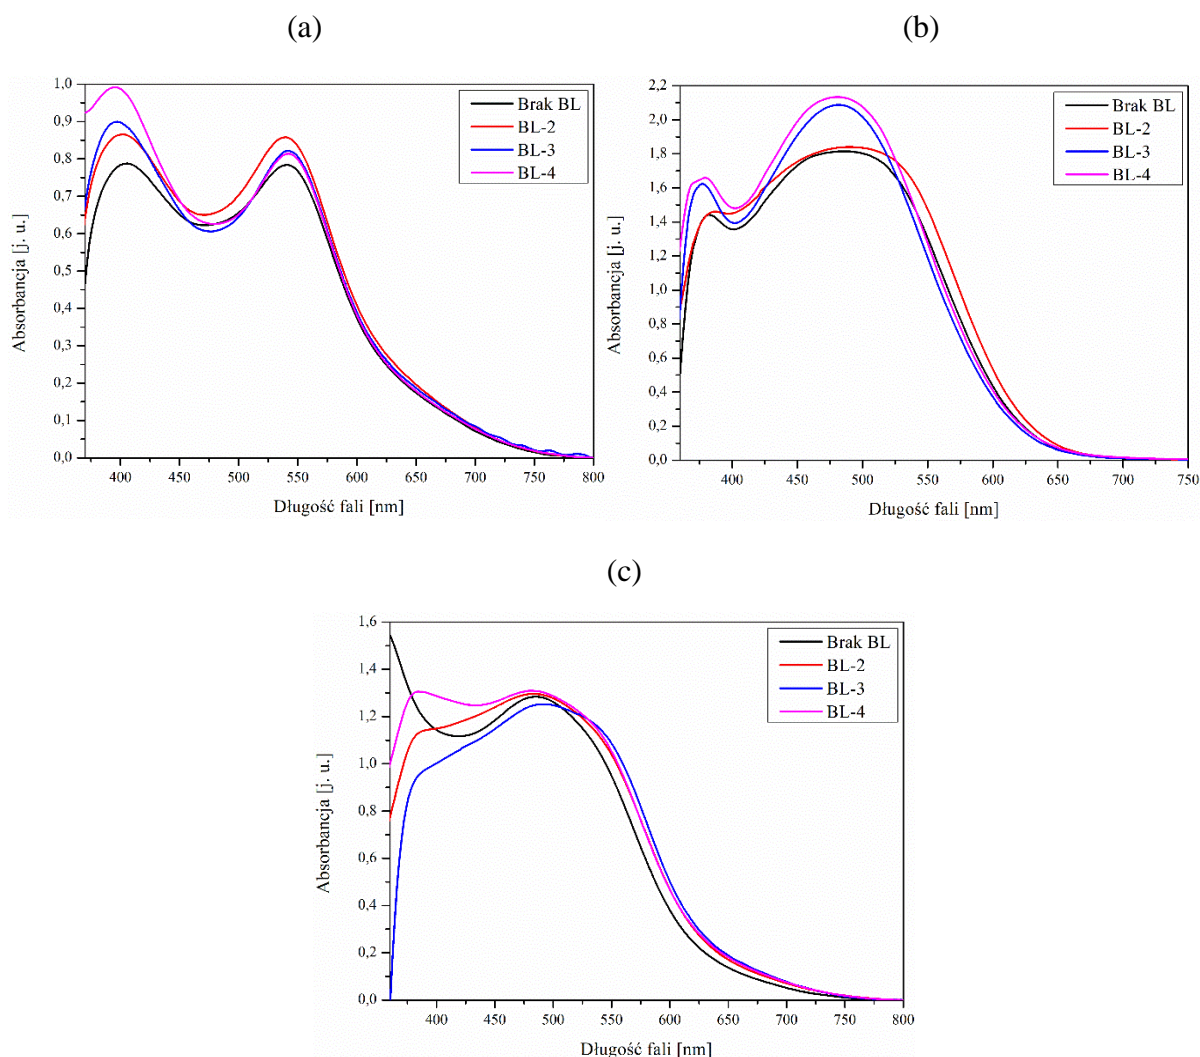 (a)
(b)
1,0
0,9
0,8
0,7
0,6
0,5
0,4
0,3
0,2
0,1
0,0
Absorbancja [j. u.]
Brak BL
BL-2
BL-3
BL-4
400 450 500 550 600 650 700 750 800
Długość fali [nm]
2,2
2,0
1,8
1,6
1,4
1,2
1,0
0,8
0,6
0,4
0,2
0,0
Absorbancja [j. u.]
Brak BL
BL-2
BL-3
BL-4
400 450 500 550 600 650 700 750
Długość fali [nm]
(c)
1,6
1,4
1,2
1,0
0,8
0,6
0,4
0,2
0,0
Absorbancja [j. u.]
Brak BL
BL-2
BL-3
BL-4
400 450 500 550 600 650 700 750 800
Długość fali [nm]